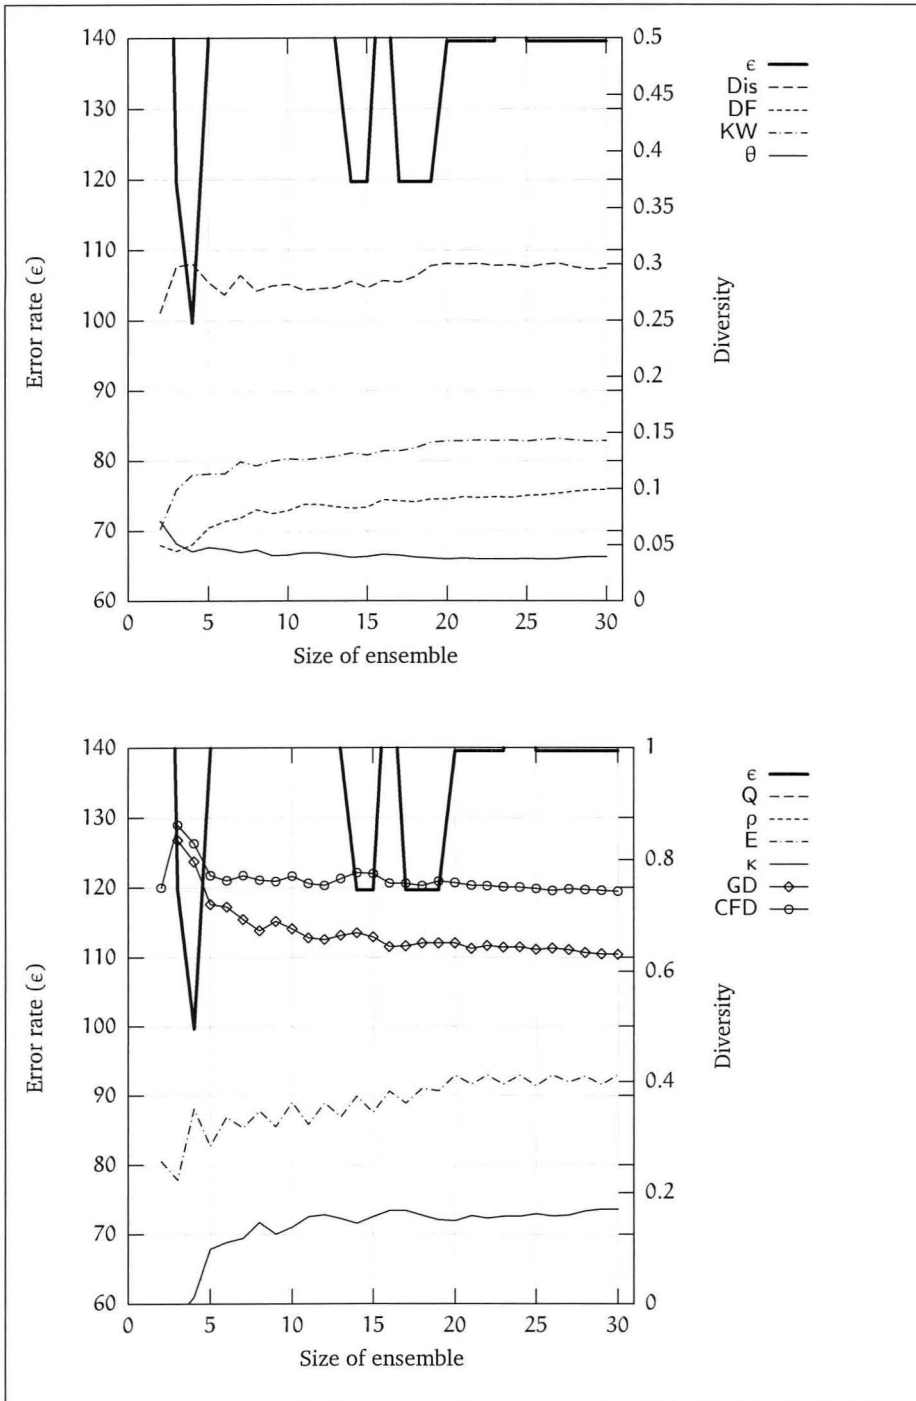 140
130
120
110
100
90
80
70
60
Error rate (ϵ)
0
5
10
15
20
25
30
Size of ensemble
0.5
0.45
0.4
0.35
0.3
0.25
0.2
0.15
0.1
0.05
0
Diversity
ϵ
Dis
DF
KW
θ
140
130
120
110
100
90
80
70
60
Error rate (ϵ)
0
5
10
15
20
25
30
Size of ensemble
1
0.8
0.6
0.4
0.2
0
Diversity
ϵ
Q
ρ
E
κ
GD
CFD